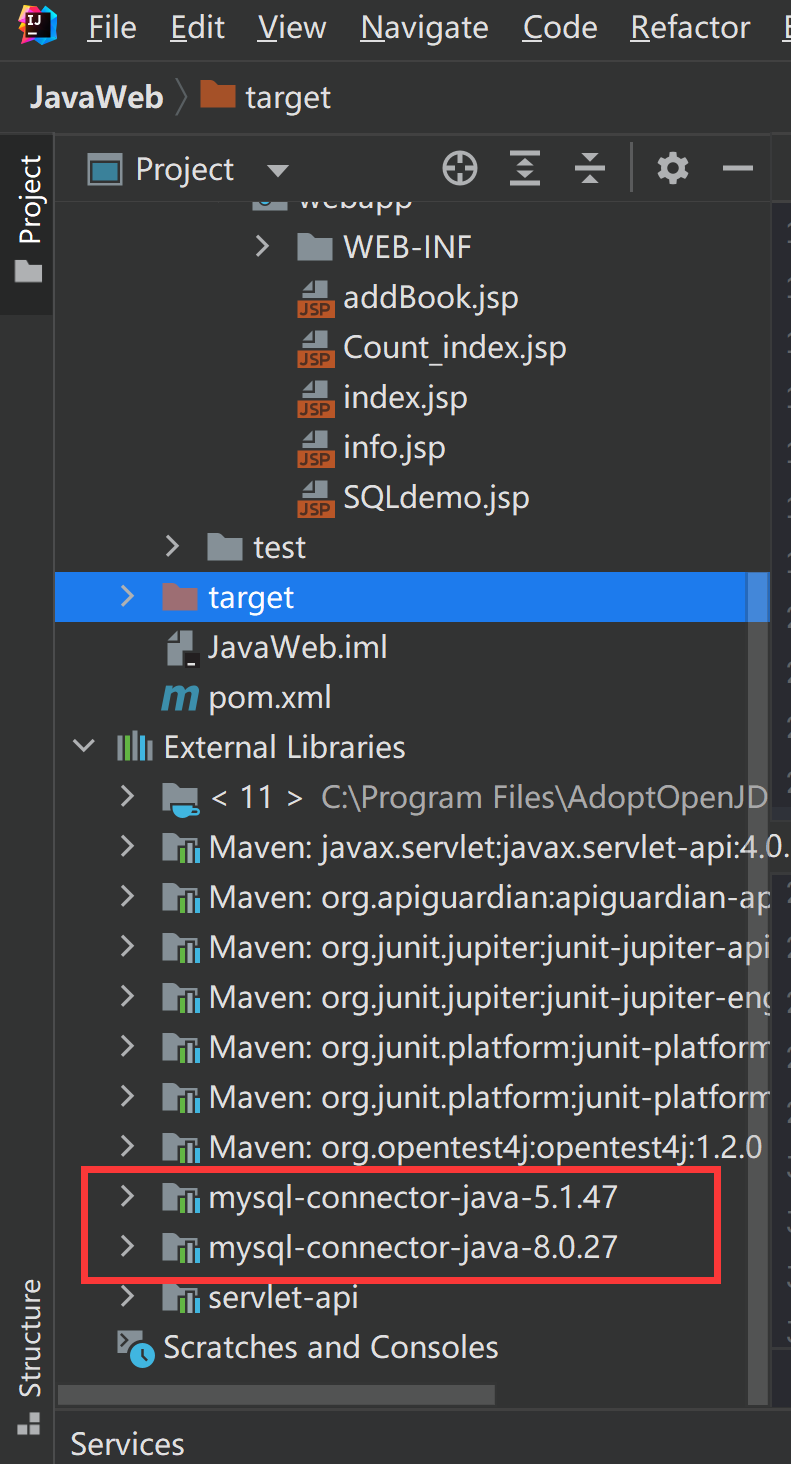 File Edit View Navigate Code Refactor
JavaWeb target
Project
Project
webapp
WEB-INF
addBook.jsp
Count_index.jsp
index.jsp
info.jsp
SQLdemo.jsp
test
target
JavaWeb.iml
pom.xml
External Libraries
< 11 > C:\Program Files\AdoptOpenJD
Maven: javax.servlet:javax.servlet-api:4.0.
Maven: org.apiguardian:apiguardian-ap
Maven: org.junit.jupiter:junit-jupiter-api
Maven: org.junit.jupiter:junit-jupiter-eng
Maven: org.junit.platform:junit-platform
Maven: org.junit.platform:junit-platform
Maven: org.opentest4j:opentest4j:1.2.0
mysql-connector-java-5.1.47
mysql-connector-java-8.0.27
servlet-api
Scratches and Consoles
Structure
Services